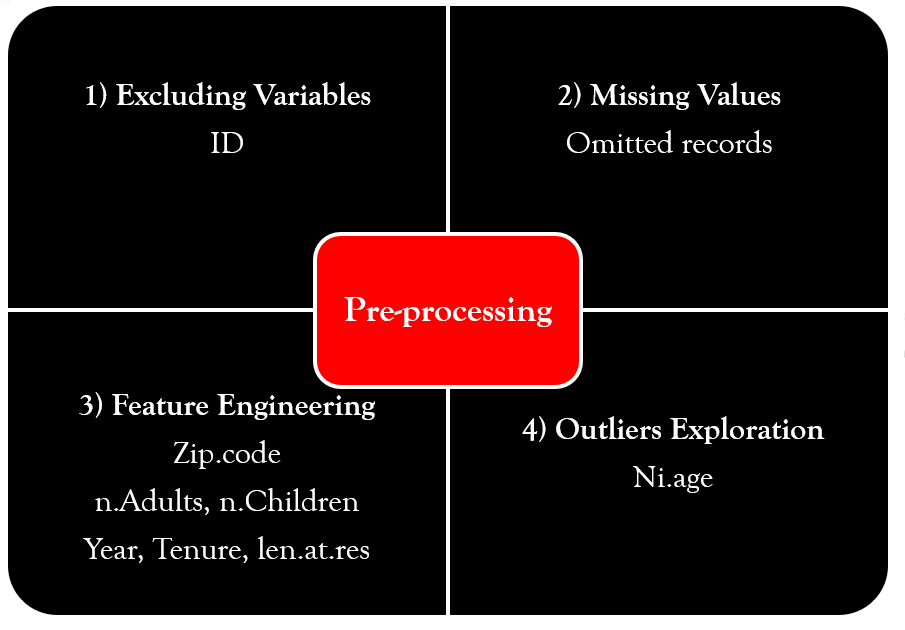 1) Excluding Variables
ID
2) Missing Values
Omitted records
Pre-processing
3) Feature Engineering
Zip.code
n.Adults, n.Children
Year, Tenure, len.at.res
4) Outliers Exploration
Ni.age